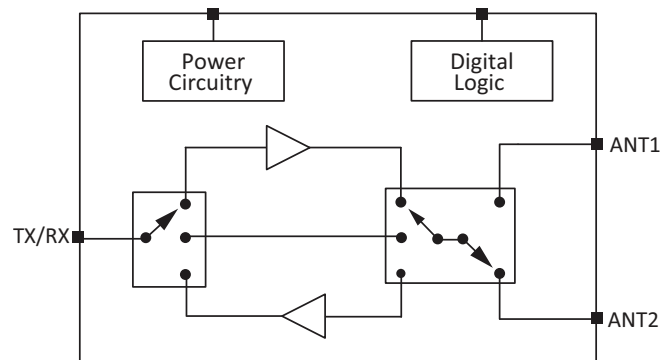 Power
Circuitry
Digital
Logic
ANT1
TX/RX
ANT2